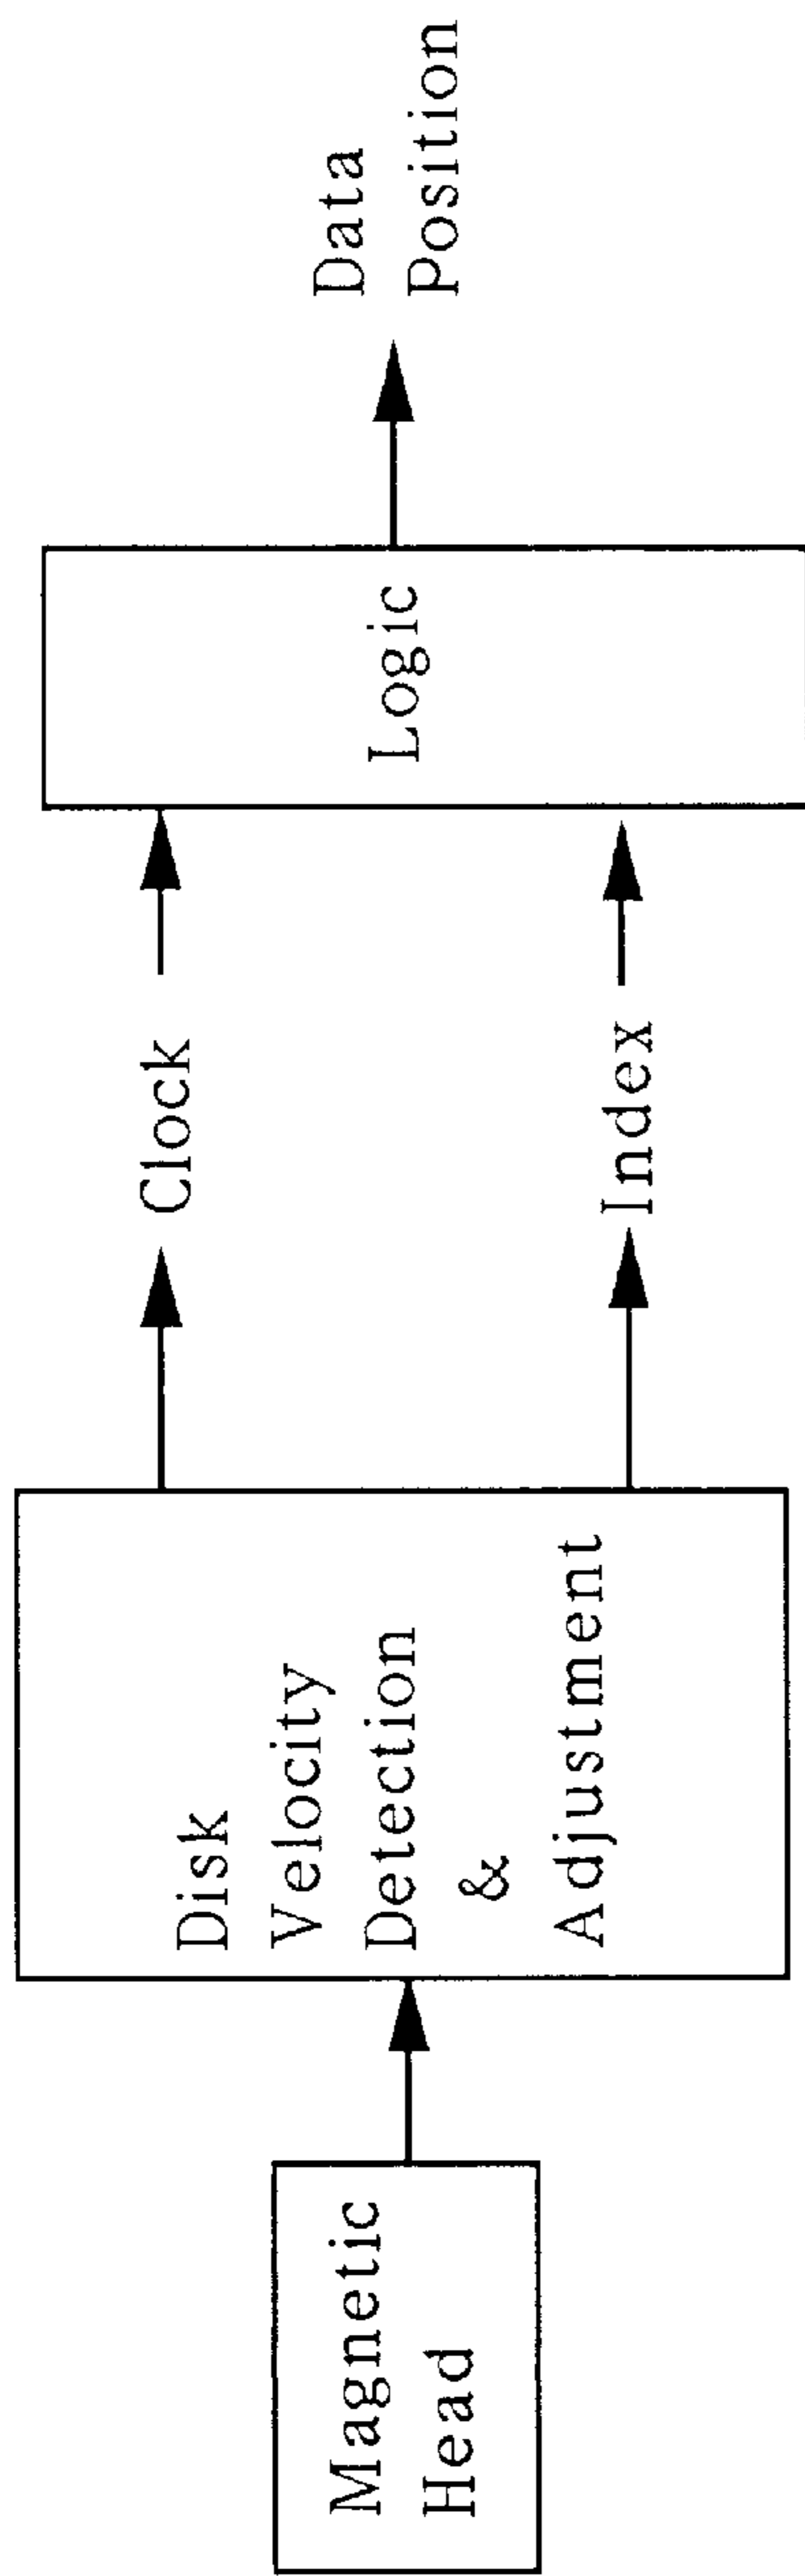 Magnetic
Head
Disk
Velocity
Detection
&
Adjustment
Clock
Index
Logic
Data
Position